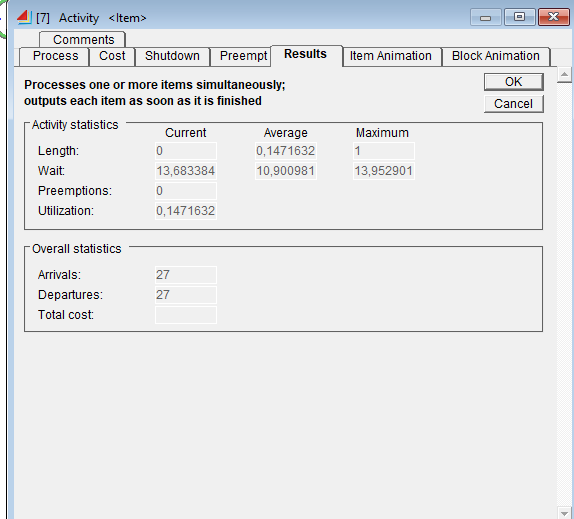 [7] Activity <Item>
Comments
Process Cost Shutdown Preempt Results Item Animation Block Animation
Processes one or more items simultaneously;
outputs each item as soon as it is finished
OK
Cancel
Activity statistics
Current Average Maximum
Length: 0 0,1471632 1
Wait: 13,683384 10,900981 13,952901
Preemptions: 0
Utilization: 0,1471632
Overall statistics
Arrivals: 27
Departures: 27
Total cost: